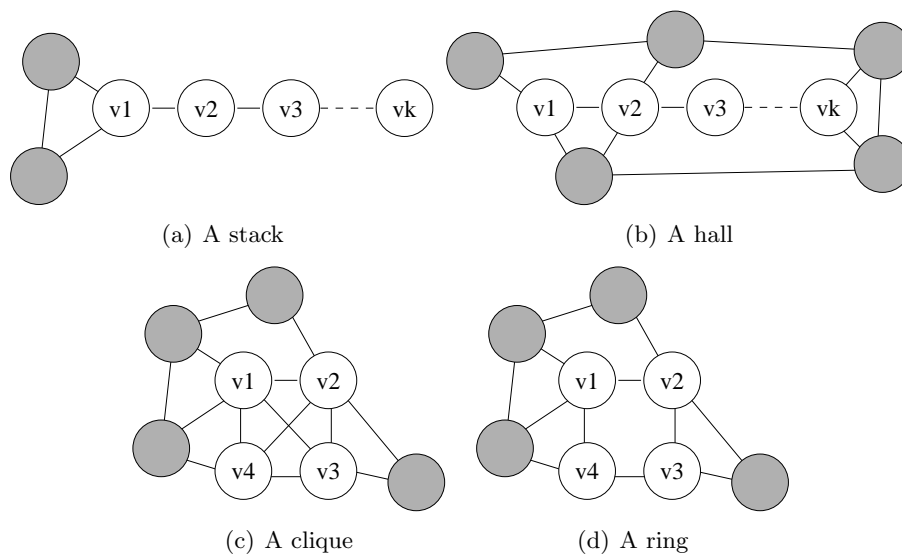 v1 v2 v3 vk
v1 v2 v3 vk
(a) A stack (b) A hall
v1 v2 v1 v2
v4 v3 v4 v3
(c) A clique (d) A ring